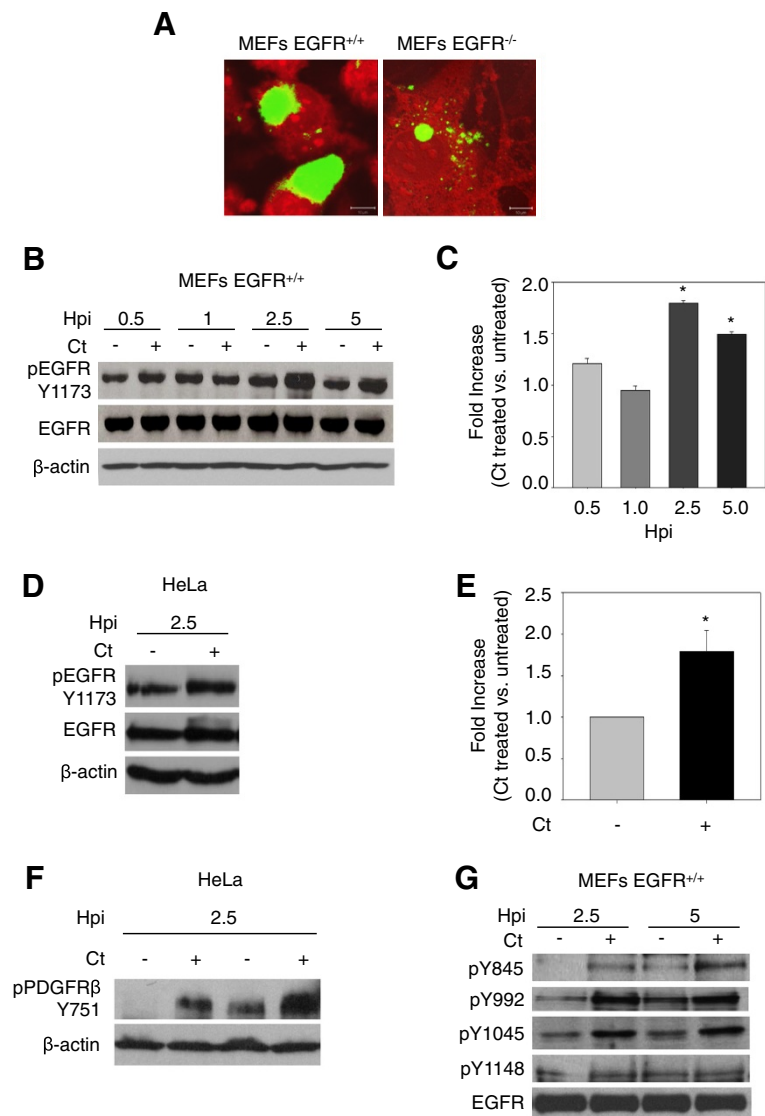 A
MEFs EGFR+/+ MEFs EGFR-/-
B
MEFs EGFR+/+
Hpi 0.5 1 2.5 5
Ct - + - + - + - +
pEGFR
Y1173
EGFR
β-actin
C
Fold Increase
(Ct treated vs. untreated)
2.0
1.5
1.0
0.5
0.0
* *
0.5 1.0 2.5 5.0
Hpi
D
HeLa
Hpi 2.5
Ct - +
pEGFR
Y1173
EGFR
β-actin
E
Fold Increase
(Ct treated vs. untreated)
2.5
2.0
1.5
1.0
0.5
0.0
*
Ct - +
F
HeLa
Hpi 2.5
Ct - + - +
pPDGFRβ
Y751
β-actin
G
MEFs EGFR+/+
Hpi 2.5 5
Ct - + - +
pY845
pY992
pY1045
pY1148
EGFR